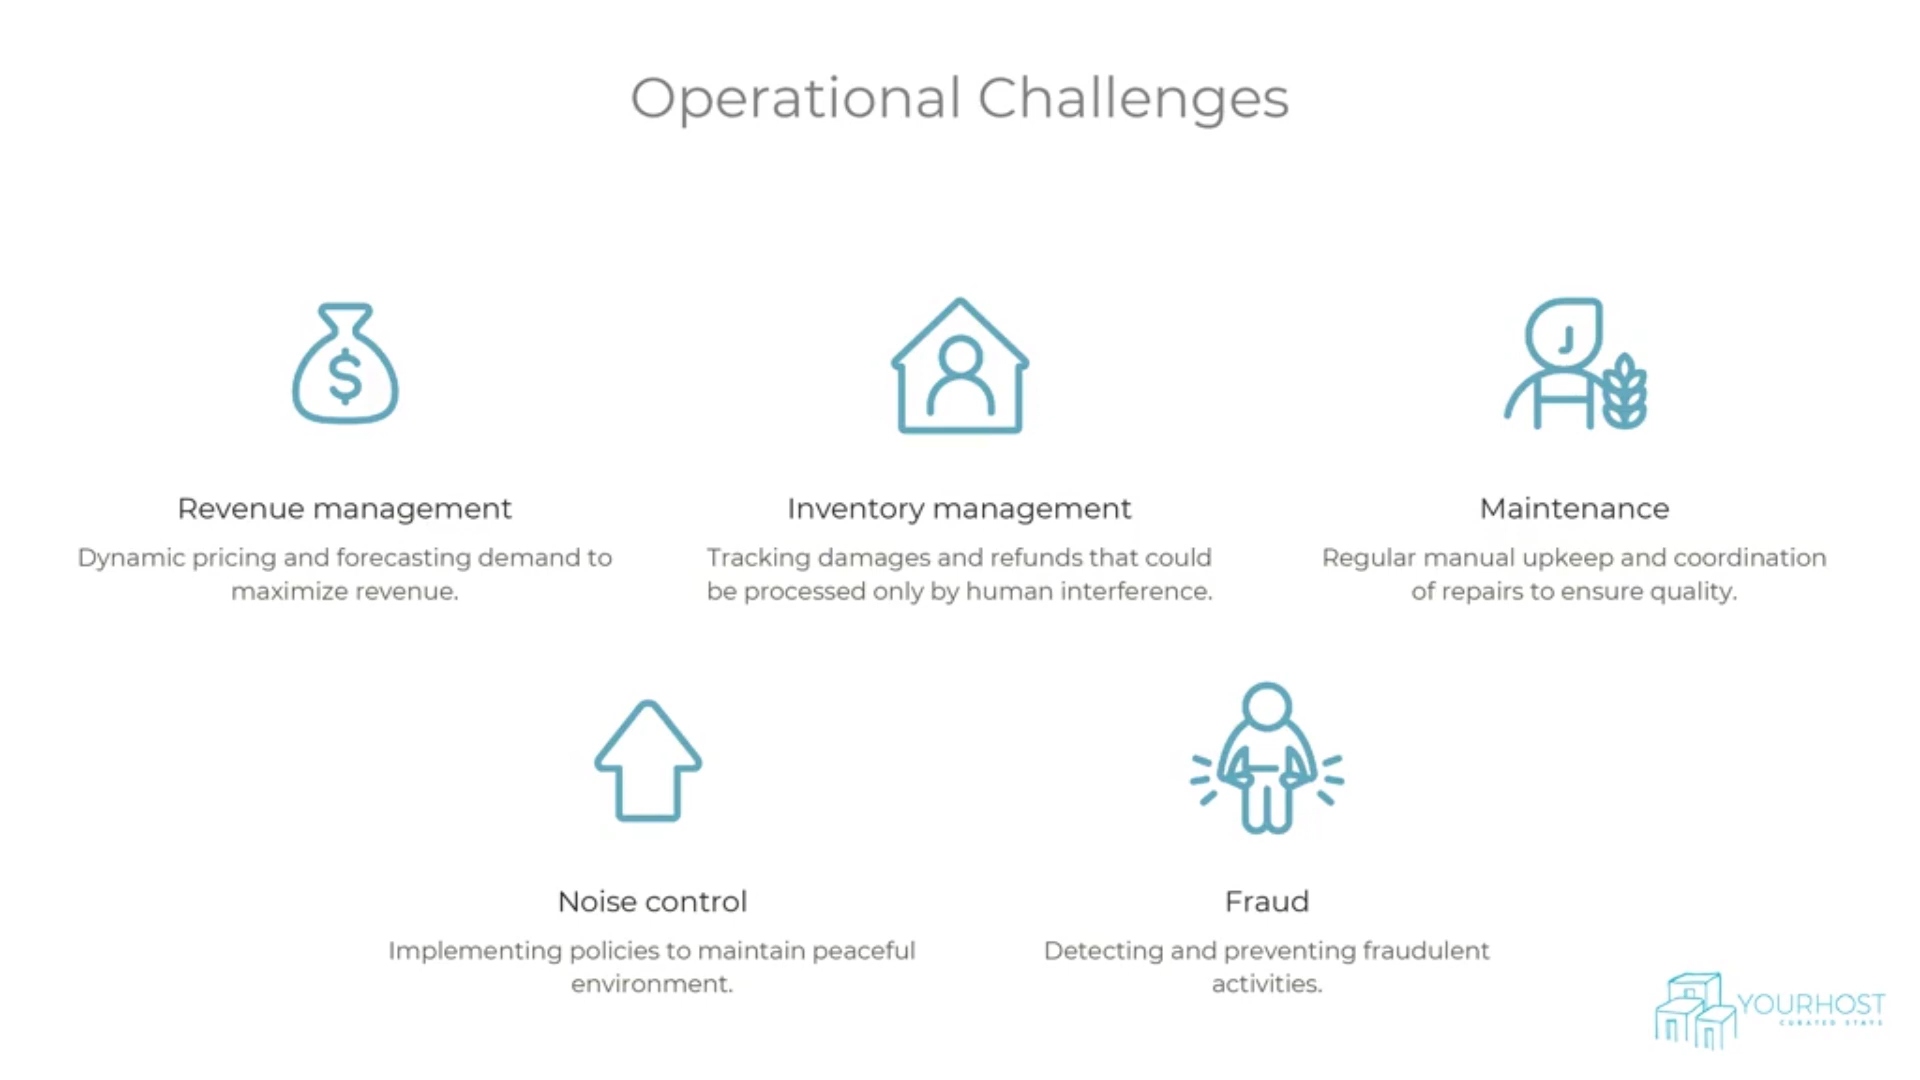 Operational Challenges
$
J
Revenue management
Dynamic pricing and forecasting demand to
maximize revenue.
Inventory management
Tracking damages and refunds that could
be processed only by human interference.
Maintenance
Regular manual upkeep and coordination
of repairs to ensure quality.
Noise control
Implementing policies to maintain peaceful
environment.
Fraud
Detecting and preventing fraudulent
activities.
YOURHOST
CURATED STAYS